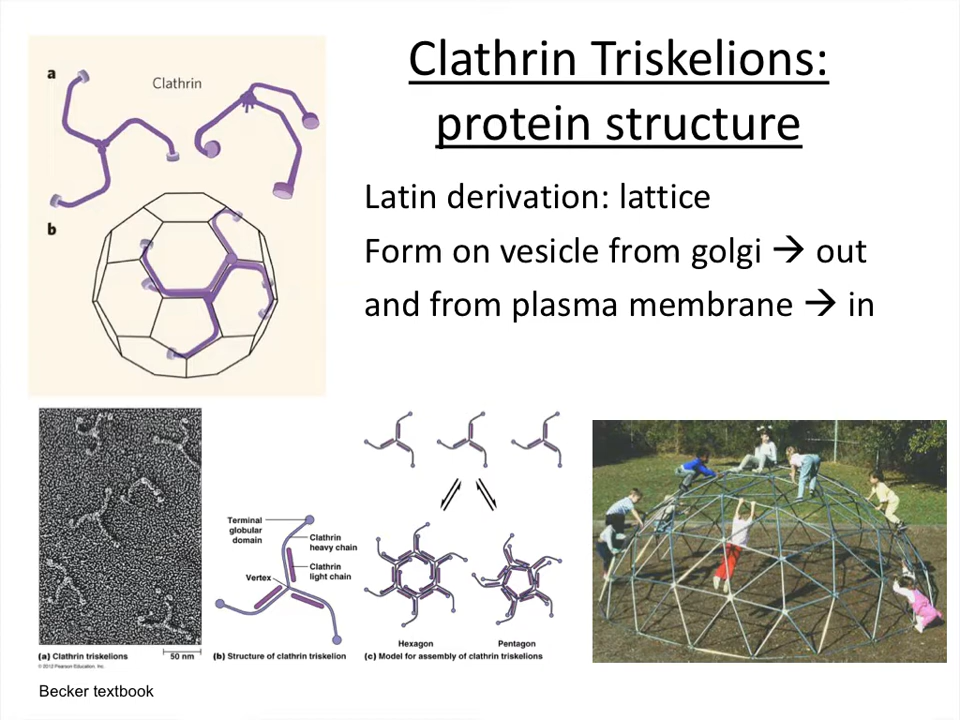 Clathrin Triskelions:
protein structure
Latin derivation: lattice
Form on vesicle from golgi → out
and from plasma membrane → in
a
Clathrin
b
Terminal
globular
domain
Clathrin
heavy chain
Clathrin
light chain
Vertex
Hexagon
Pentagon
(a) Clathrin triskelions
50 nm
(b) Structure of clathrin triskelion
(c) Model for assembly of clathrin triskelions
© 2012 Pearson Education, Inc.
Becker textbook